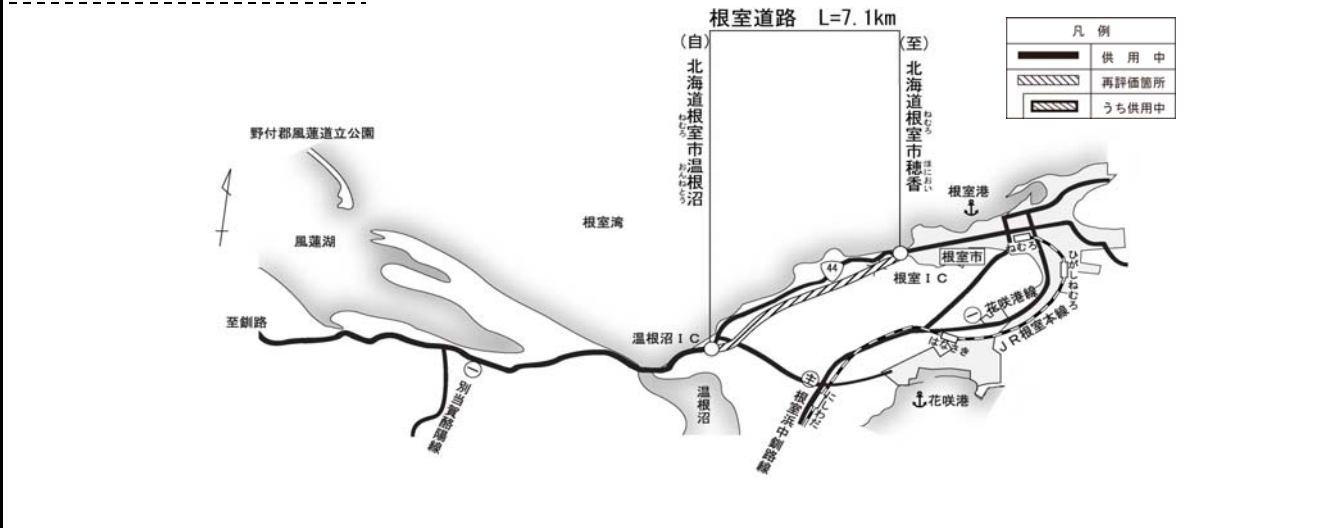 根室道路 L=7.1km
(自)
北海道根室市温根沼
ねむろ
おんねとう
(至)
北海道根室市穂香
ねむろ
ほにおい
凡 例
供 用 中
再評価箇所
うち供用中
野付郡風蓮道立公園
風蓮湖
根室湾
根室港
ねむろ
根室市
根室IC
44
ひがしねむろ
一
花咲港線
JR根室本線
はなさき
花咲港
至釧路
温根沼IC
温根沼
一
別当賀酪陽線
主
根室浜中釧路線
にしわだ